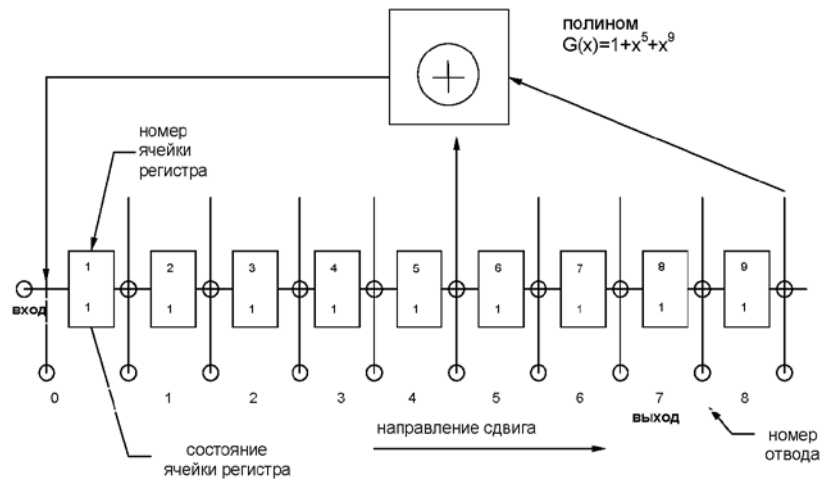 полином
G(x)=1+x⁵+x⁹
номер
ячейки
регистра
1 2 3 4 5 6 7 8 9
1 1 1 1 1 1 1 1 1
вход
0 1 2 3 4 5 6 7 8
выход
направление сдвига
состояние
ячейки регистра
номер
отвода